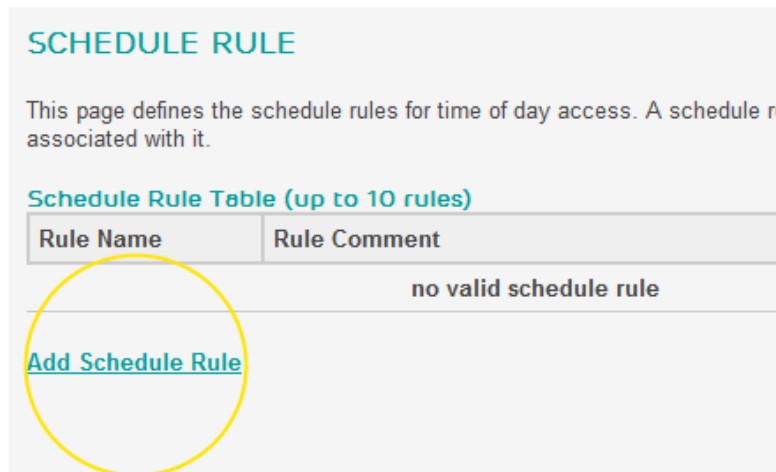 SCHEDULE RULE
This page defines the schedule rules for time of day access. A schedule
associated with it.
Schedule Rule Table (up to 10 rules)
Rule Name Rule Comment
no valid schedule rule
Add Schedule Rule